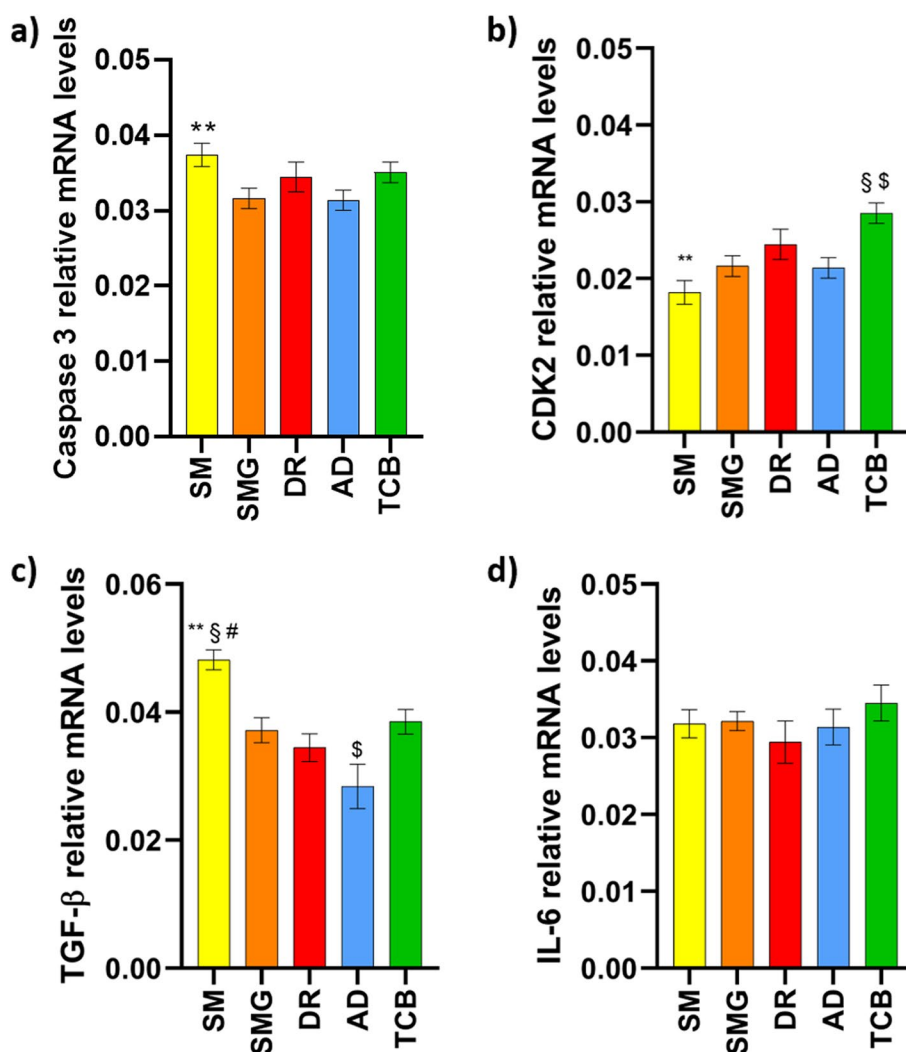 a)
Caspase 3 relative mRNA levels
0.05
0.04
0.03
0.02
0.01
0.00
**
SM
SMG
DR
AD
TCB
b)
CDK2 relative mRNA levels
0.05
0.04
0.03
0.02
0.01
0.00
**
§ $
SM
SMG
DR
AD
TCB
c)
TGF-β relative mRNA levels
0.06
0.04
0.02
0.00
** § #
$
SM
SMG
DR
AD
TCB
d)
IL-6 relative mRNA levels
0.05
0.04
0.03
0.02
0.01
0.00
SM
SMG
DR
AD
TCB